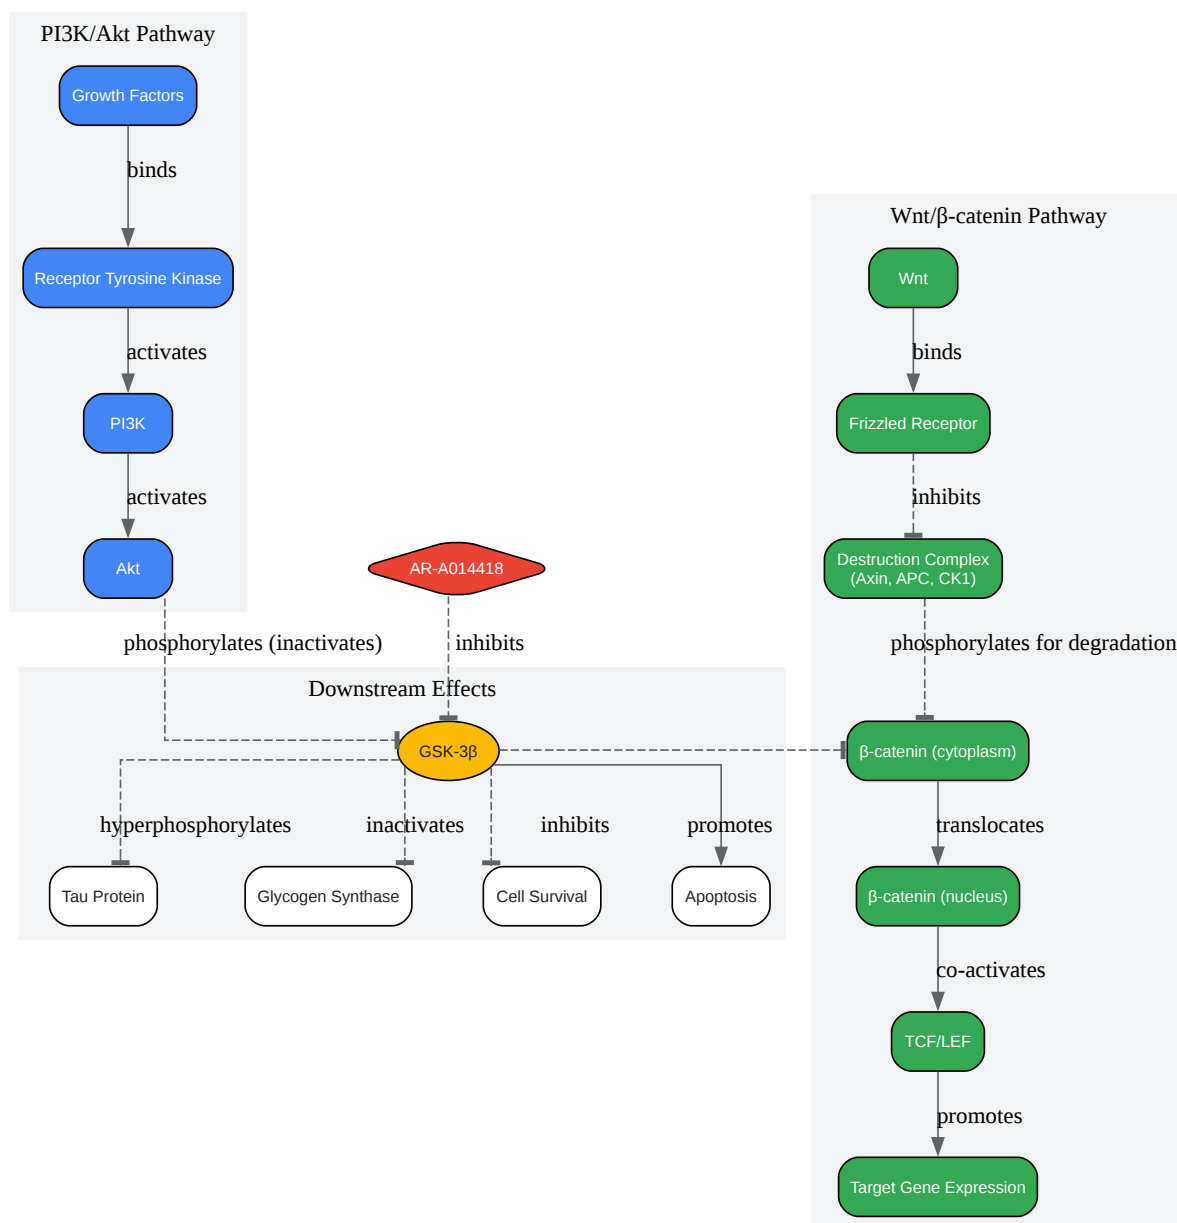 PI3K/Akt Pathway
Growth Factors
binds
Receptor Tyrosine Kinase
activates
PI3K
activates
Akt
phosphorylates (inactivates)
AR-A014418
inhibits
Downstream Effects
GSK-3β
hyperphosphorylates
inactivates
inhibits
promotes
Tau Protein
Glycogen Synthase
Cell Survival
Apoptosis
Wnt/β-catenin Pathway
Wnt
binds
Frizzled Receptor
inhibits
Destruction Complex
(Axin, APC, CK1)
phosphorylates for degradation
β-catenin (cytoplasm)
translocates
β-catenin (nucleus)
co-activates
TCF/LEF
promotes
Target Gene Expression